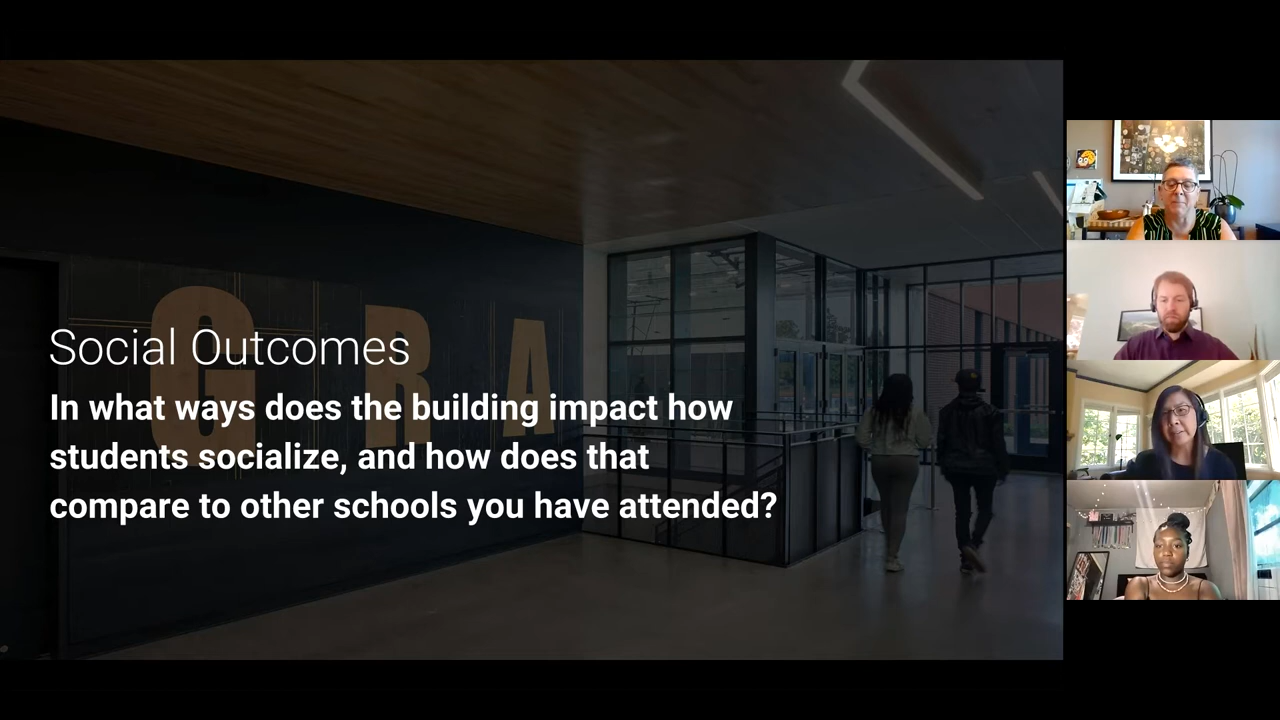 Social Outcomes
In what ways does the building impact how
students socialize, and how does that
compare to other schools you have attended?
G R A